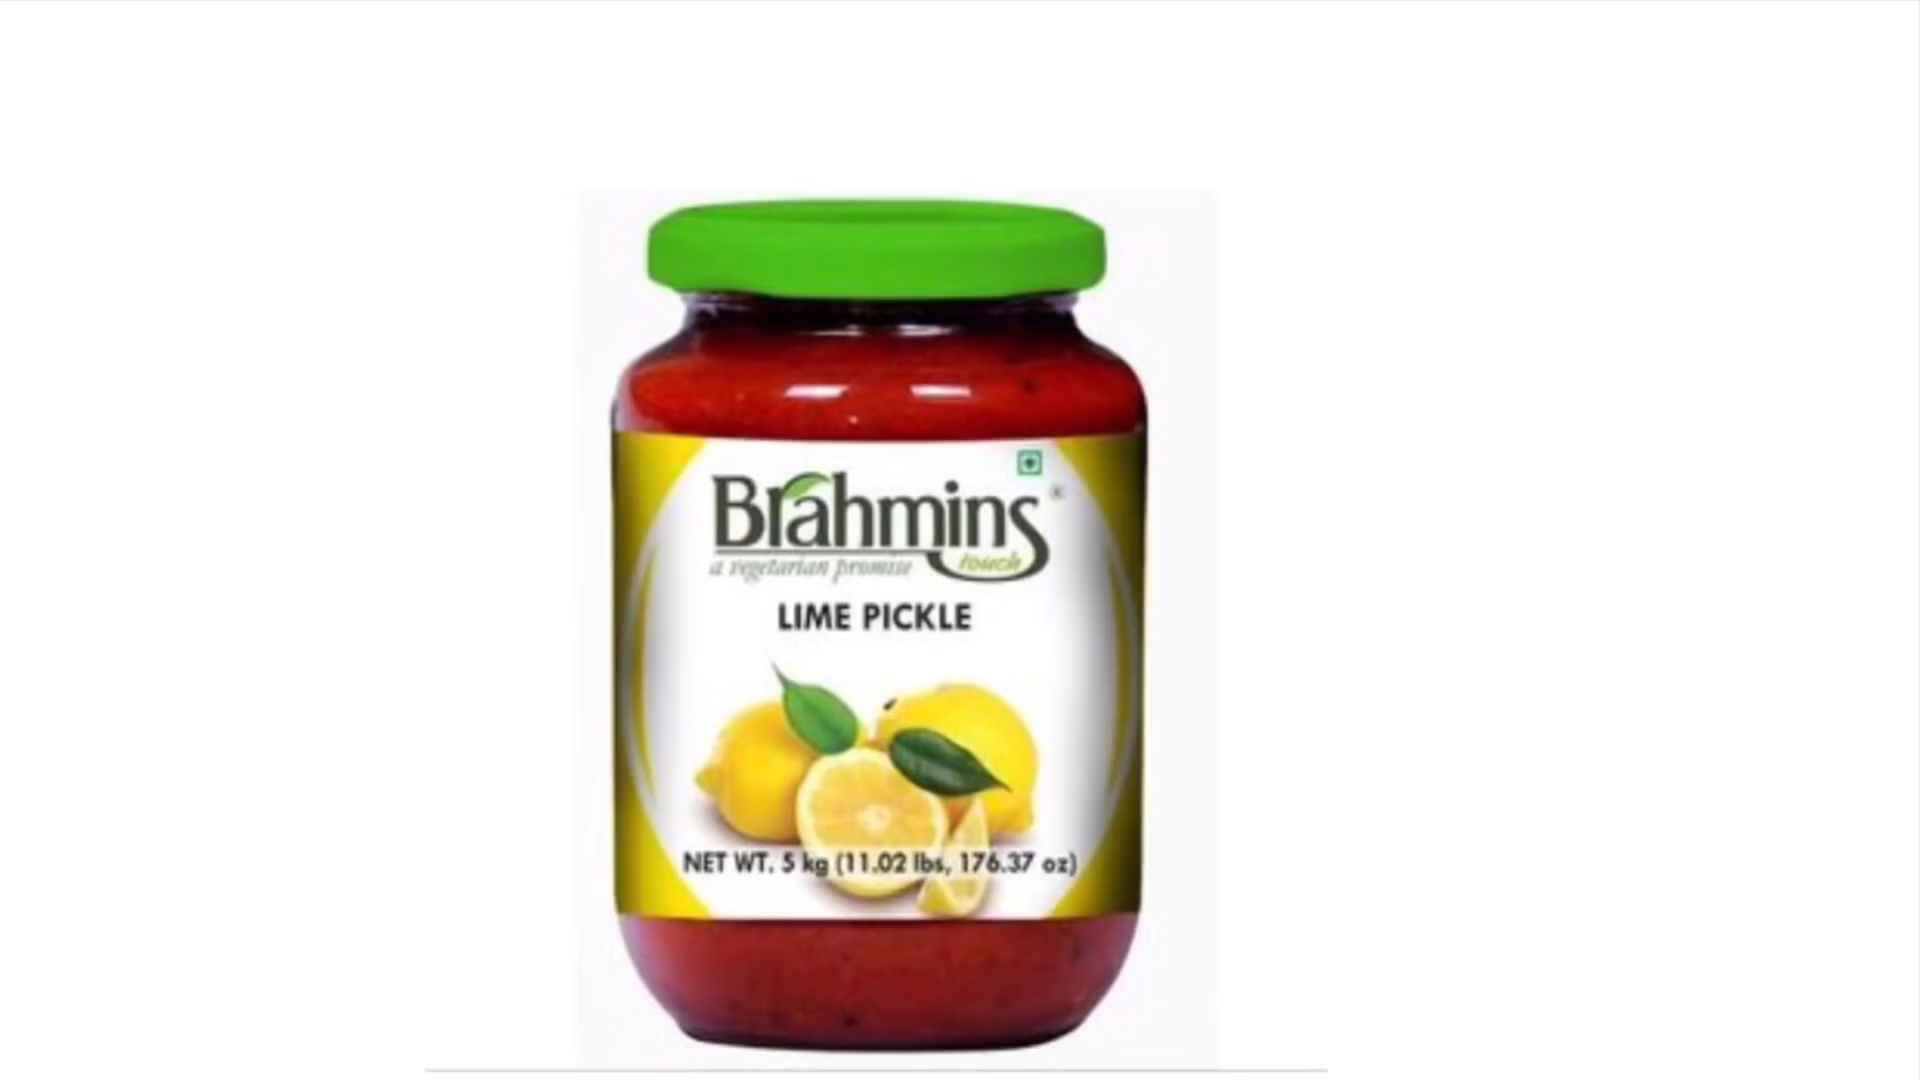 Brahmins
a vegetarian promise touch
LIME PICKLE
NET WT. 5 kg (11.02 lbs, 176.37 oz)